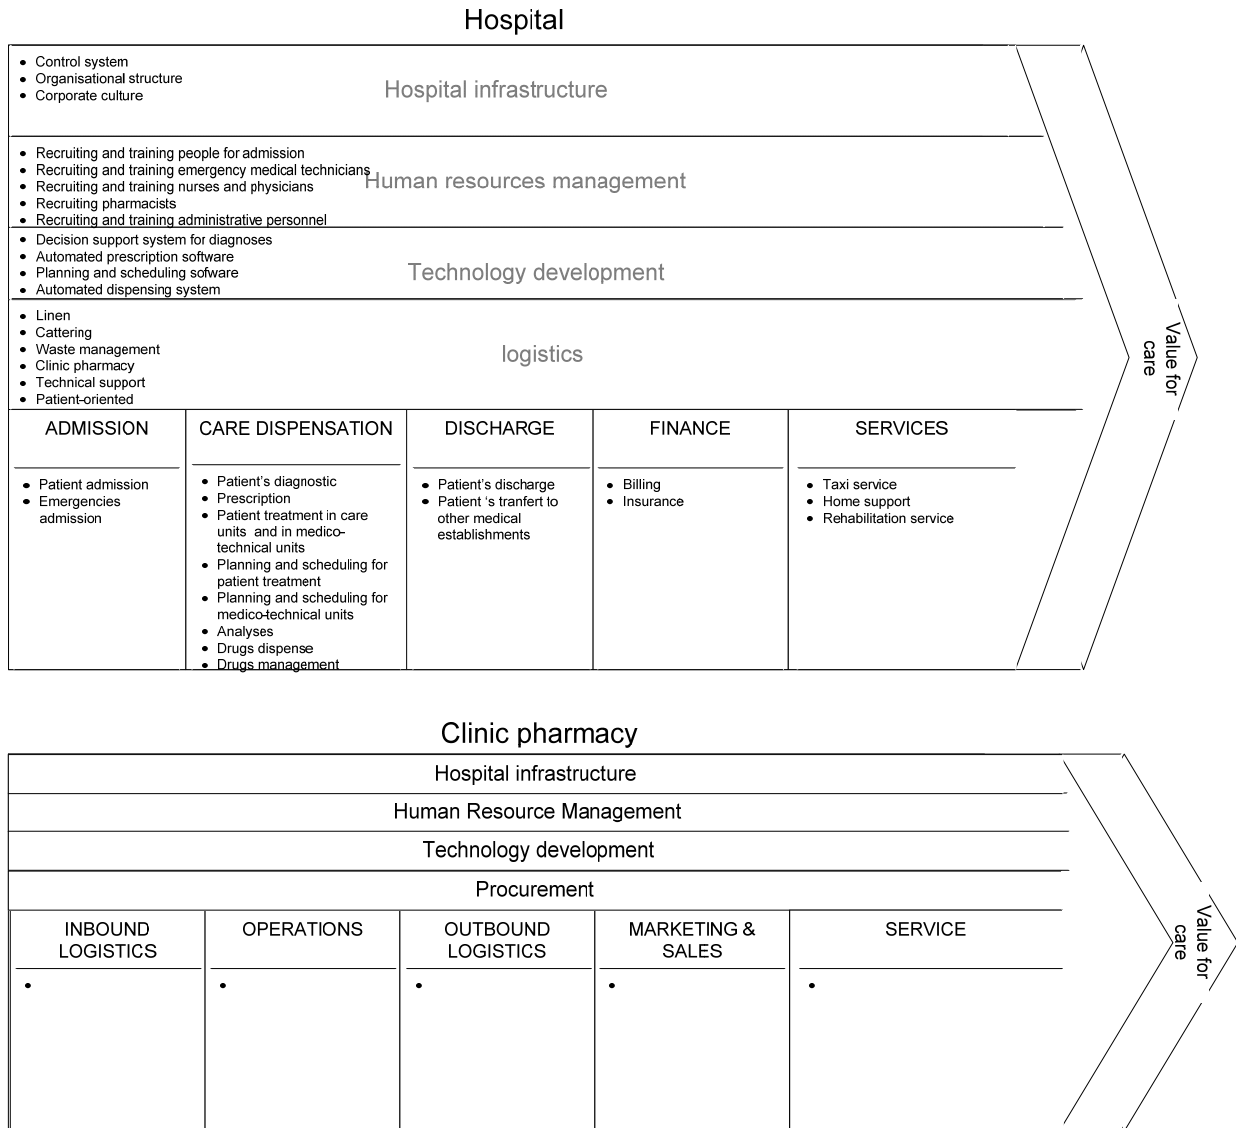 Hospital
• Control system
• Organisational structure
• Corporate culture
Hospital infrastructure
• Recruiting and training people for admission
• Recruiting and training emergency medical technicians
• Recruiting and training nurses and physicians
• Recruiting pharmacists
• Recruiting and training administrative personnel
Human resources management
• Decision support system for diagnoses
• Automated prescription software
• Planning and scheduling sofware
• Automated dispensing system
Technology development
• Linen
• Cattering
• Waste management
• Clinic pharmacy
• Technical support
• Patient-oriented
logistics
Value for
care
ADMISSION
• Patient admission
• Emergencies
admission
CARE DISPENSATION
• Patient's diagnostic
• Prescription
• Patient treatment in care
units and in medico-
technical units
• Planning and scheduling for
patient treatment
• Planning and scheduling for
medico-technical units
• Analyses
• Drugs dispense
• Drugs management
DISCHARGE
• Patient's discharge
• Patient 's tranfert to
other medical
establishments
FINANCE
• Billing
• Insurance
SERVICES
• Taxi service
• Home support
• Rehabilitation service
Clinic pharmacy
Hospital infrastructure
Human Resource Management
Technology development
Procurement
Value for
care
INBOUND
LOGISTICS
•
OPERATIONS
•
OUTBOUND
LOGISTICS
•
MARKETING &
SALES
•
SERVICE
•